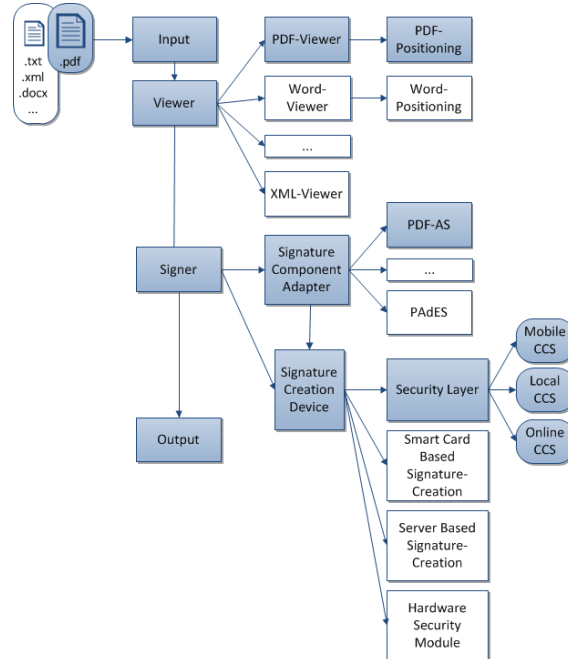 .txt
.xml
.docx
...
.pdf
Input
Viewer
PDF-Viewer
PDF-
Positioning
Word-
Viewer
Word-
Positioning
...
XML-Viewer
Signer
Signature
Component
Adapter
PDF-AS
...
PAdES
Signature
Creation
Device
Security Layer
Mobile
CCS
Local
CCS
Online
CCS
Output
Smart Card
Based
Signature-
Creation
Server Based
Signature-
Creation
Hardware
Security
Module